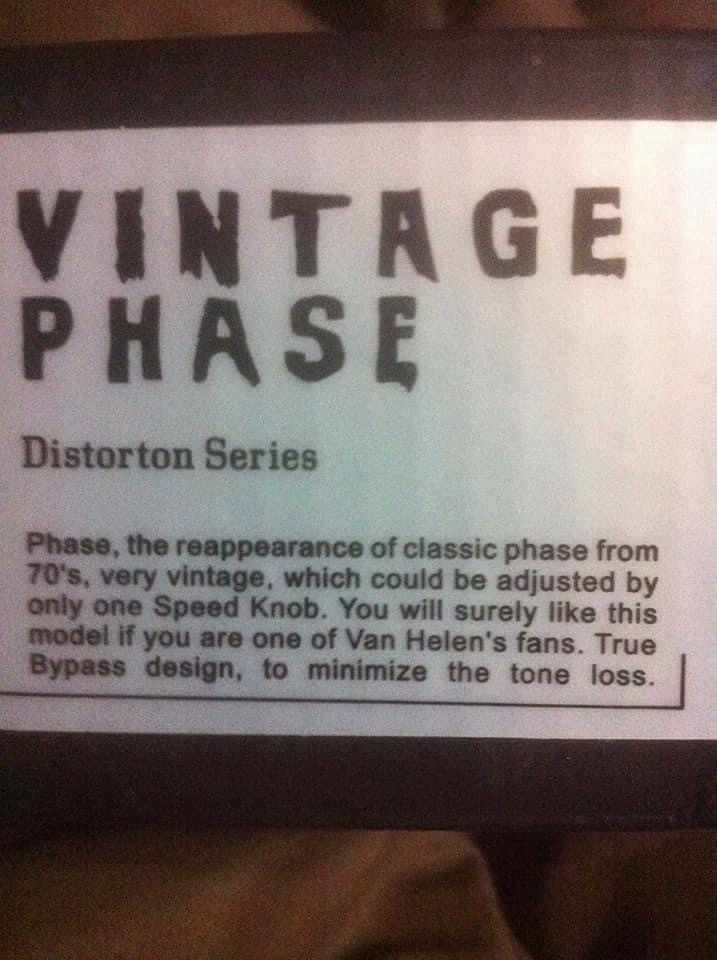 VINTAGE
PHASE
Distorton Series
Phase, the reappearance of classic phase from
70's, very vintage, which could be adjusted by
only one Speed Knob. You will surely like this
model if you are one of Van Helen's fans. True
Bypass design, to minimize the tone loss.